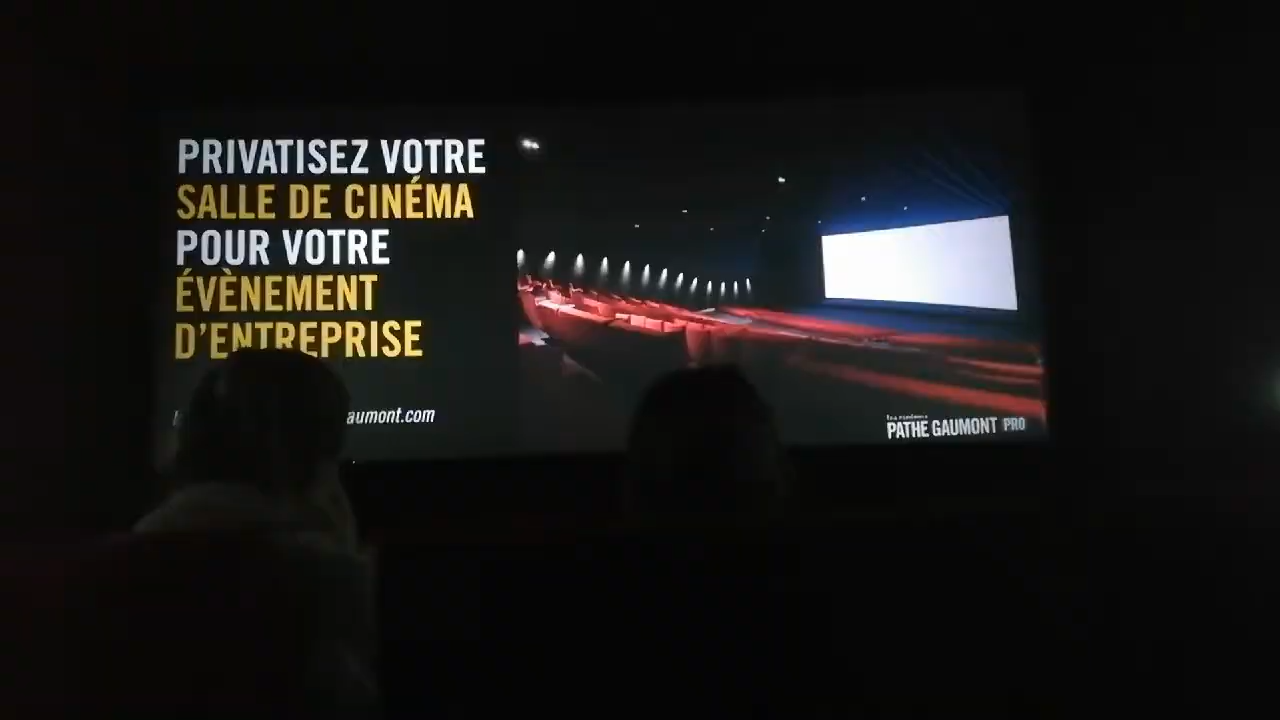 PRIVATISEZ VOTRE
SALLE DE CINÉMA
POUR VOTRE
ÉVÈNEMENT
D'ENTREPRISE
aumont.com
PATHE GAUMONT PRO